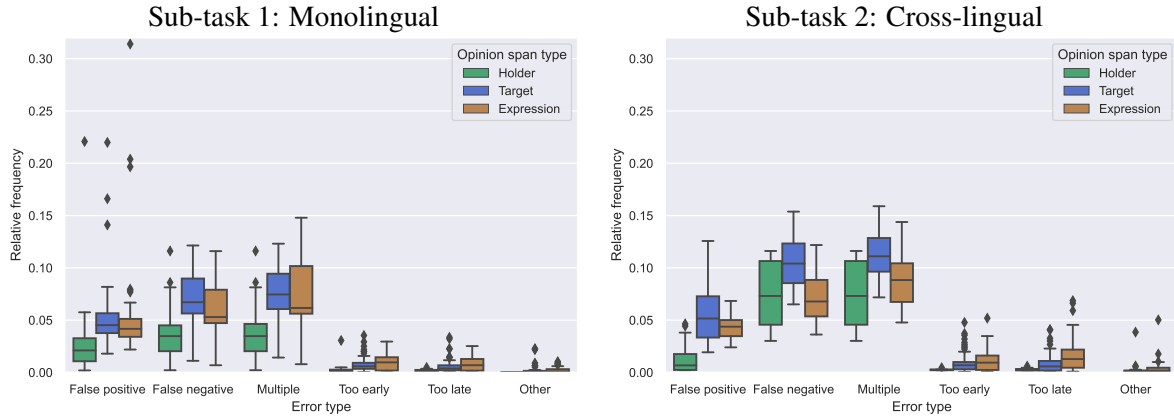 Sub-task 1: Monolingual
0.30
0.25
0.20
0.15
0.10
0.05
0.00
Relative frequency
Opinion span type
Holder
Target
Expression
False positive False negative Multiple Too early Too late Other
Error type
Sub-task 2: Cross-lingual
0.30
0.25
0.20
0.15
0.10
0.05
0.00
Relative frequency
Opinion span type
Holder
Target
Expression
False positive False negative Multiple Too early Too late Other
Error type